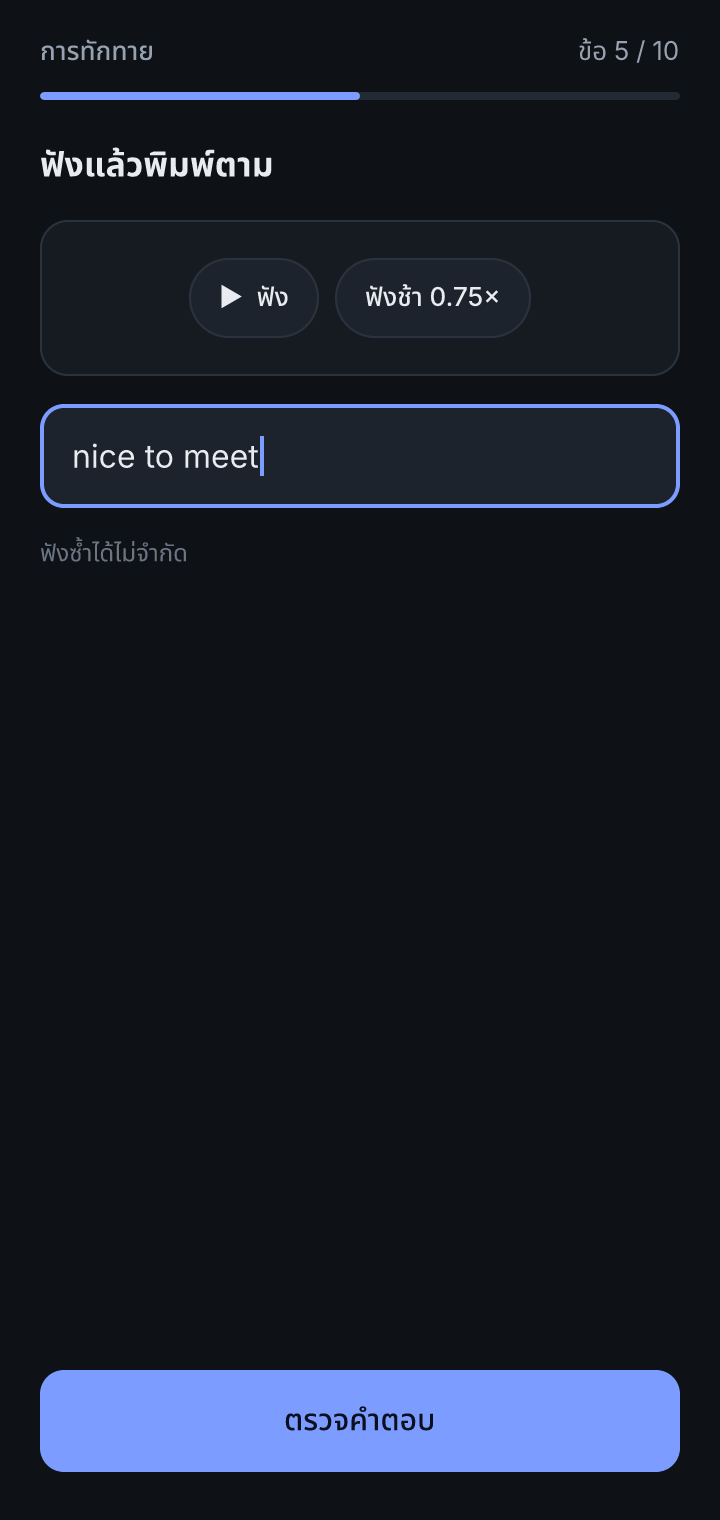 การทักทาย
ข้อ 5 / 10
ฟังแล้วพิมพ์ตาม
▶ ฟัง
ฟังช้า 0.75×
nice to meet
ฟังซ้ำได้ไม่จำกัด
ตรวจคำตอบ